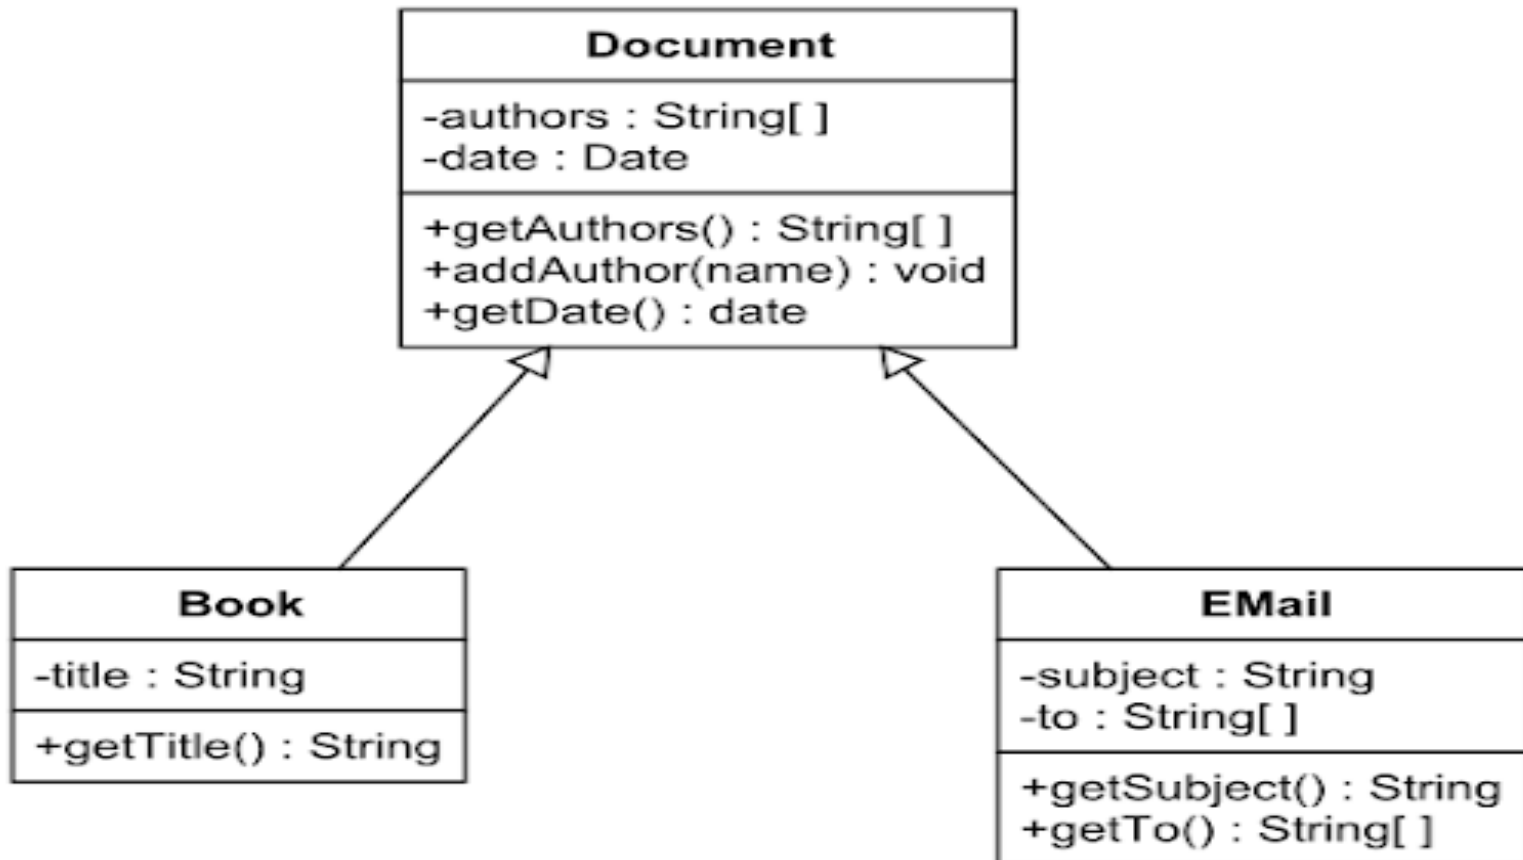 Document
-authors : String[ ]
-date : Date
+getAuthors() : String[ ]
+addAuthor(name) : void
+getDate() : date
Book
-title : String
+getTitle() : String
EMail
-subject : String
-to : String[ ]
+getSubject() : String
+getTo() : String[ ]